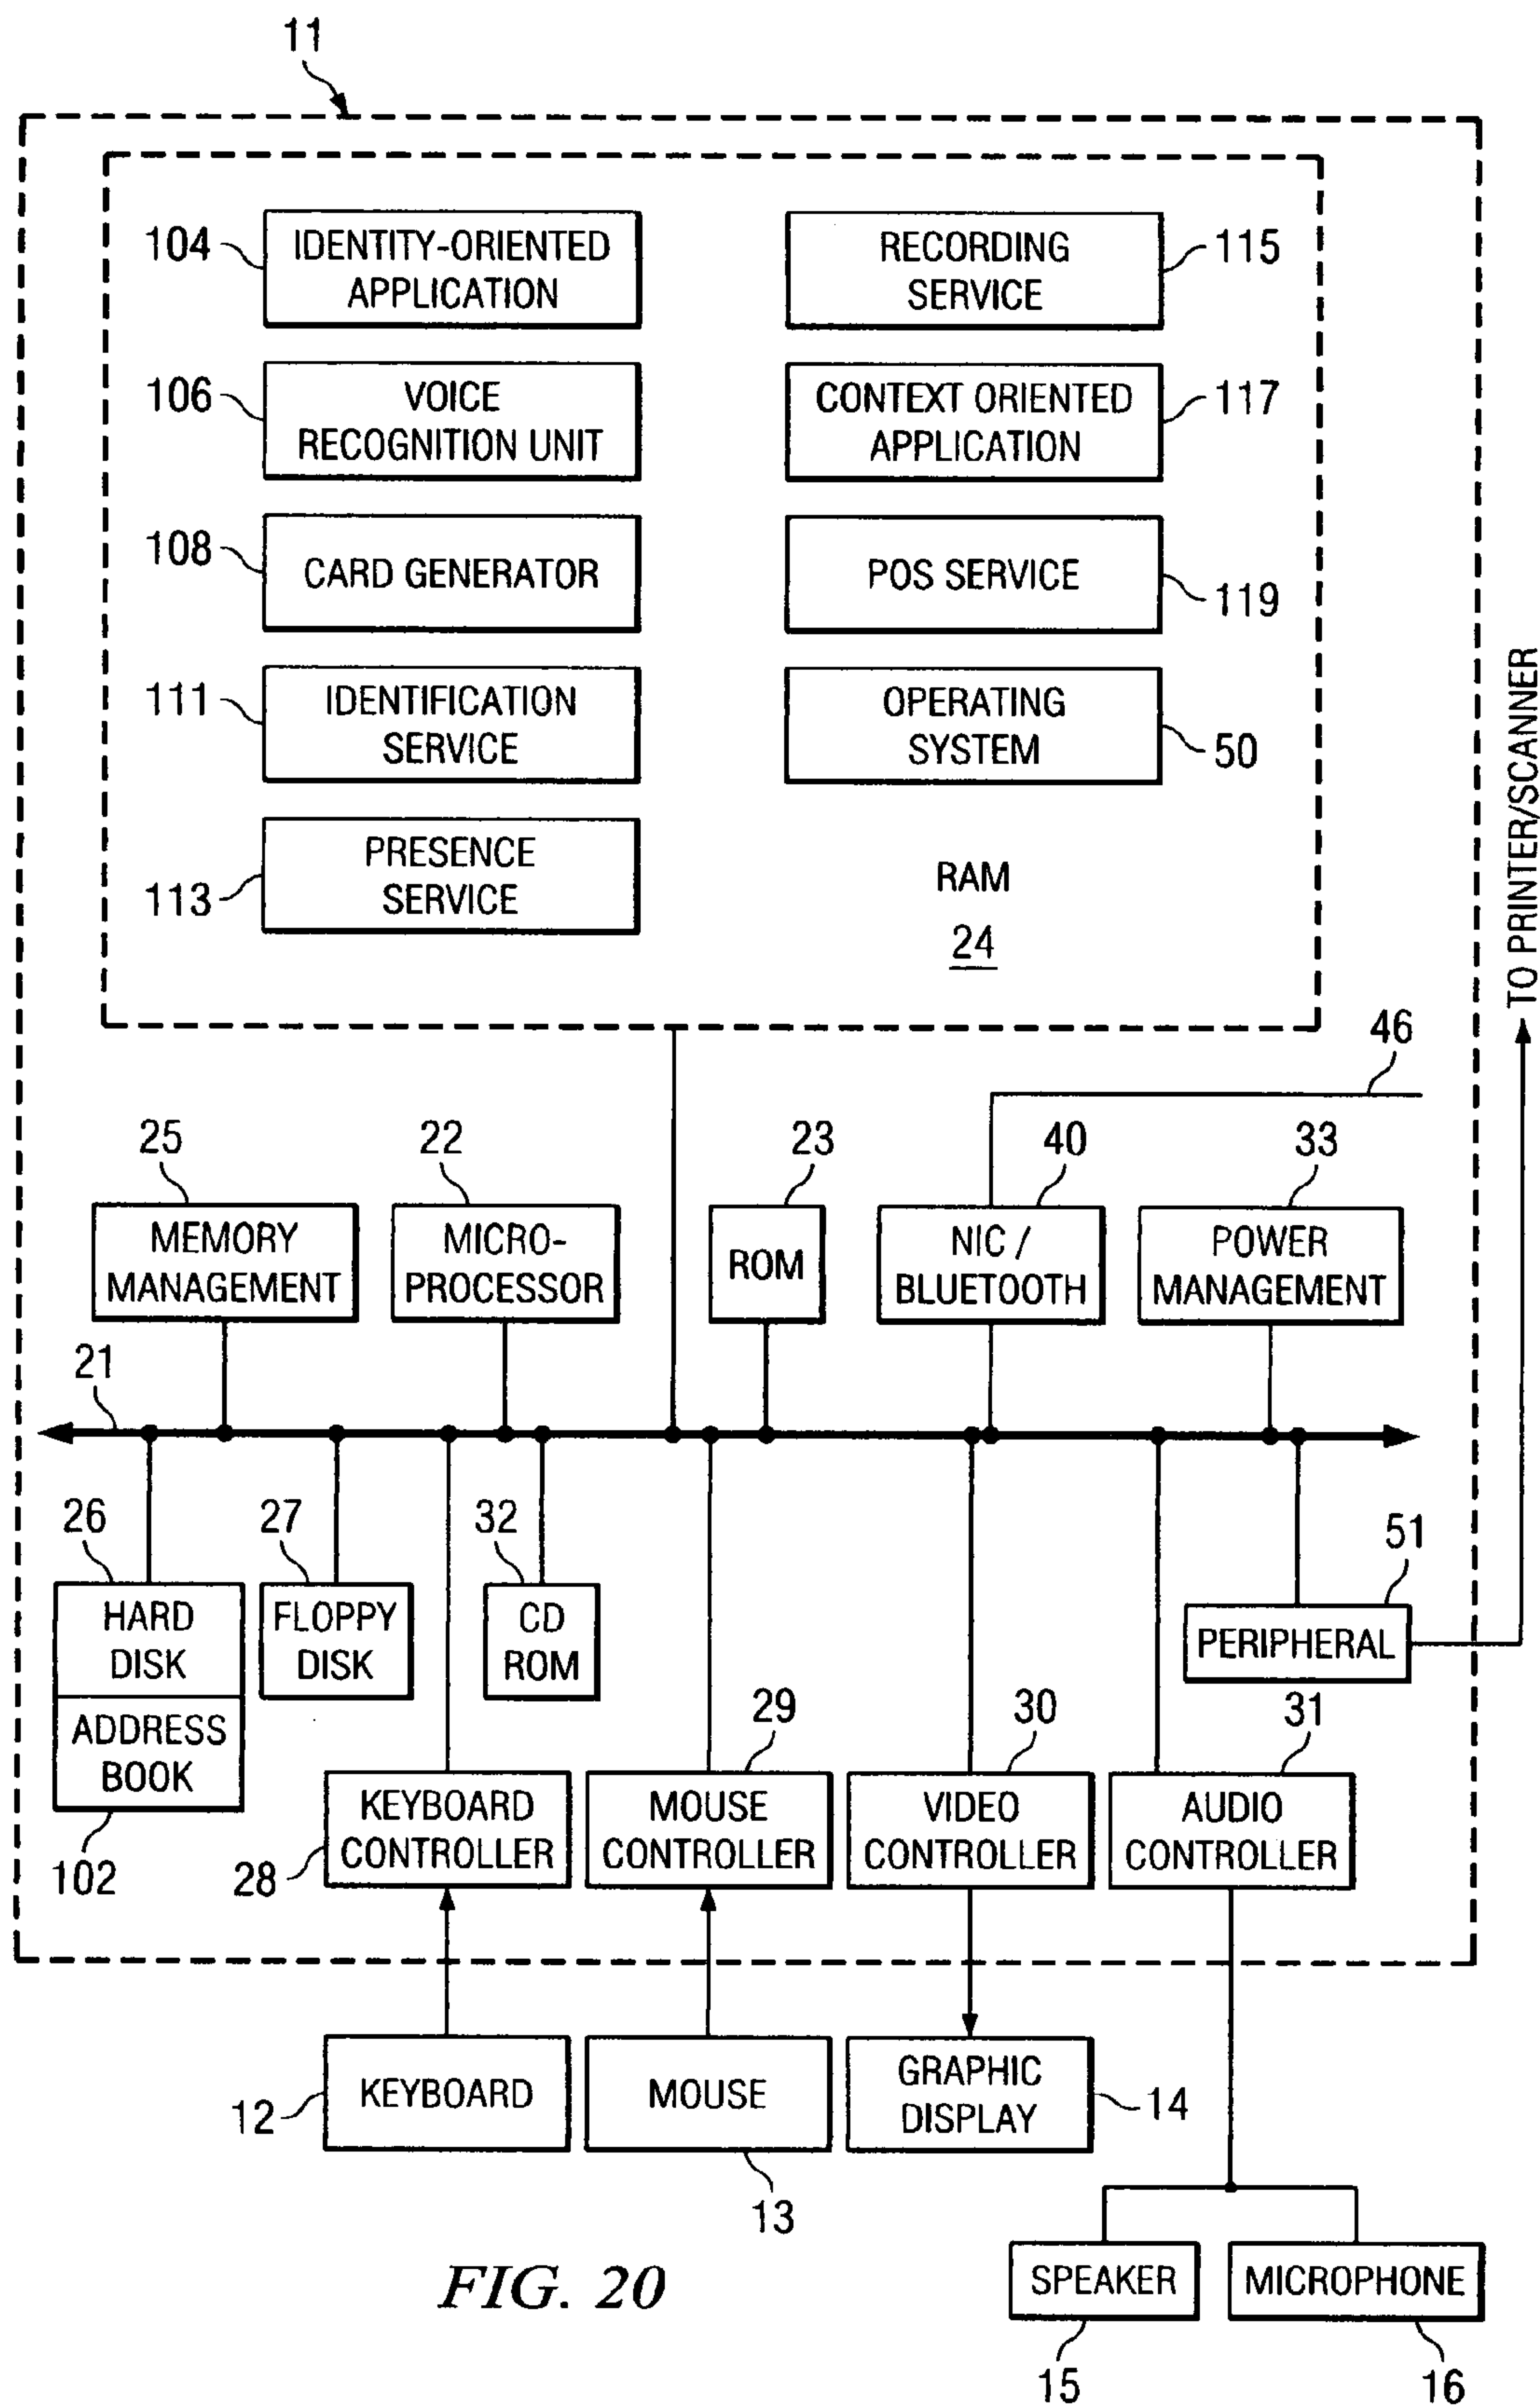 11
104
IDENTITY-ORIENTED
APPLICATION
RECORDING
SERVICE
115
106
VOICE
RECOGNITION UNIT
CONTEXT ORIENTED
APPLICATION
117
108
CARD GENERATOR
POS SERVICE
119
111
IDENTIFICATION
SERVICE
OPERATING
SYSTEM
50
113
PRESENCE
SERVICE
RAM
24
TO PRINTER/SCANNER
46
25
22
23
40
33
MEMORY
MANAGEMENT
MICRO-
PROCESSOR
ROM
NIC /
BLUETOOTH
POWER
MANAGEMENT
21
26
27
32
51
HARD
DISK
FLOPPY
DISK
CD
ROM
PERIPHERAL
ADDRESS
BOOK
102
29
30
31
28
KEYBOARD
CONTROLLER
MOUSE
CONTROLLER
VIDEO
CONTROLLER
AUDIO
CONTROLLER
12
KEYBOARD
MOUSE
GRAPHIC
DISPLAY
14
13
SPEAKER
MICROPHONE
15
16
FIG. 20